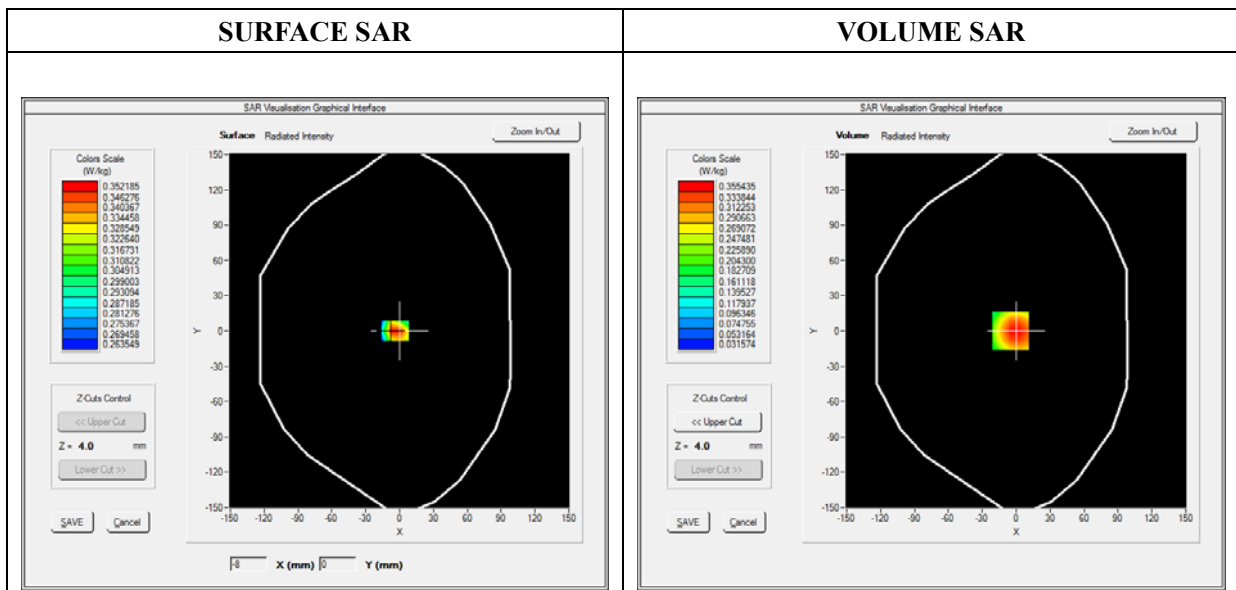 SURFACE SAR
VOLUME SAR
SAR Visualisation Graphical Interface
Surface Radiated Intensity
Zoom In/Out
Colors Scale
(W/kg)
0.352185
0.346276
0.340367
0.334458
0.328549
0.322640
0.316731
0.310822
0.304913
0.299003
0.293094
0.287185
0.281276
0.275367
0.269458
0.263549
Z-Cuts Control
<< Upper Cut
Z = 4.0 mm
Lower Cut >>
SAVE Cancel
150
120
90
60
30
0
-30
-60
-90
-120
-150
Y
-150 -120 -90 -60 -30 0 30 60 90 120 150
X
-8 X (mm) 0 Y (mm)
SAR Visualisation Graphical Interface
Volume Radiated Intensity
Zoom In/Out
Colors Scale
(W/kg)
0.355435
0.333844
0.312253
0.290663
0.269072
0.247481
0.225890
0.204300
0.182709
0.161118
0.139527
0.117937
0.096346
0.074755
0.053164
0.031574
Z-Cuts Control
<< Upper Cut
Z = 4.0 mm
Lower Cut >>
SAVE Cancel
150
120
90
60
30
0
-30
-60
-90
-120
-150
Y
-150 -120 -90 -60 -30 0 30 60 90 120 150
X